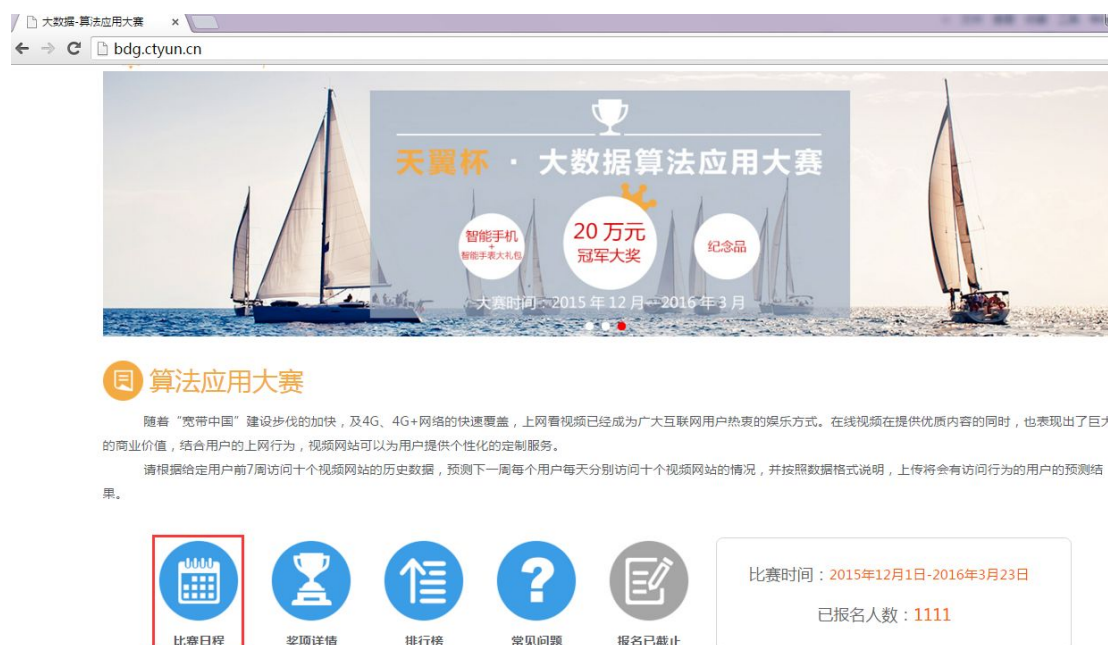 大数据-算法应用大赛
bdg.ctyun.cn
天翼杯 · 大数据算法应用大赛
智能手机
+
智能手表大礼包
20 万元
冠军大奖
纪念品
大赛时间：2015 年 12 月－2016 年 3 月
算法应用大赛
随着“宽带中国”建设步伐的加快，及4G、4G+网络的快速覆盖，上网看视频已经成为广大互联网用户热衷的娱乐方式。在线视频在提供优质内容的同时，也表现出了巨大
的商业价值，结合用户的上网行为，视频网站可以为用户提供个性化的定制服务。
请根据给定用户前7周访问十个视频网站的历史数据，预测下一周每个用户每天分别访问十个视频网站的情况，并按照数据格式说明，上传将会有访问行为的用户的预测结
果。
比赛日程
奖项详情
排行榜
常见问题
报名已截止
比赛时间：2015年12月1日-2016年3月23日
已报名人数：1111